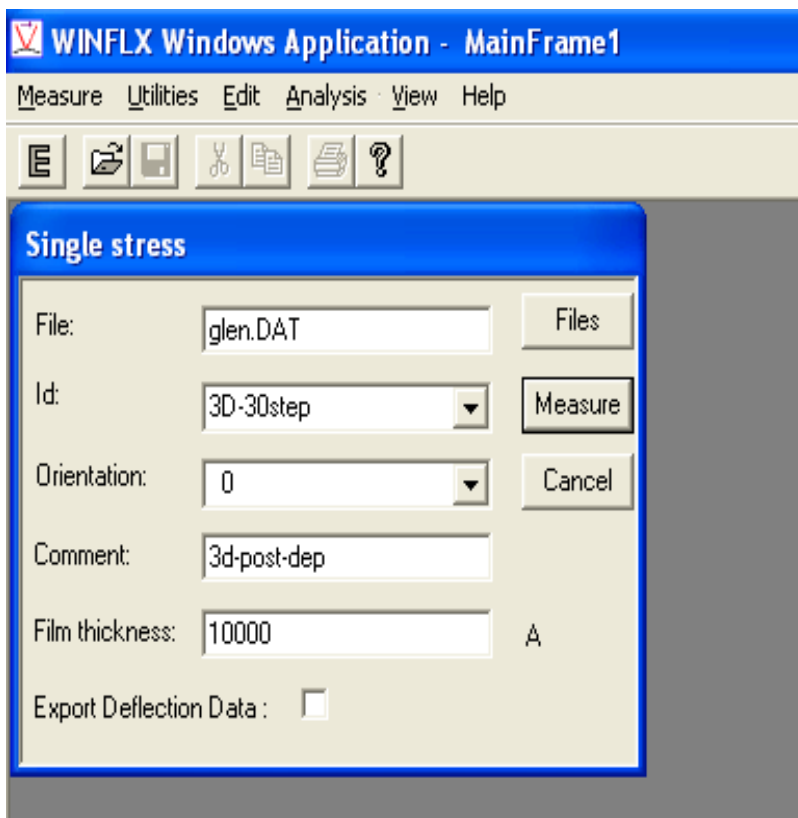 WINFLX Windows Application - MainFrame1
Measure Utilities Edit Analysis View Help
E ?
Single stress
File: glen.DAT Files
Id: 3D-30step Measure
Orientation: 0 Cancel
Comment: 3d-post-dep
Film thickness: 10000 A
Export Deflection Data :